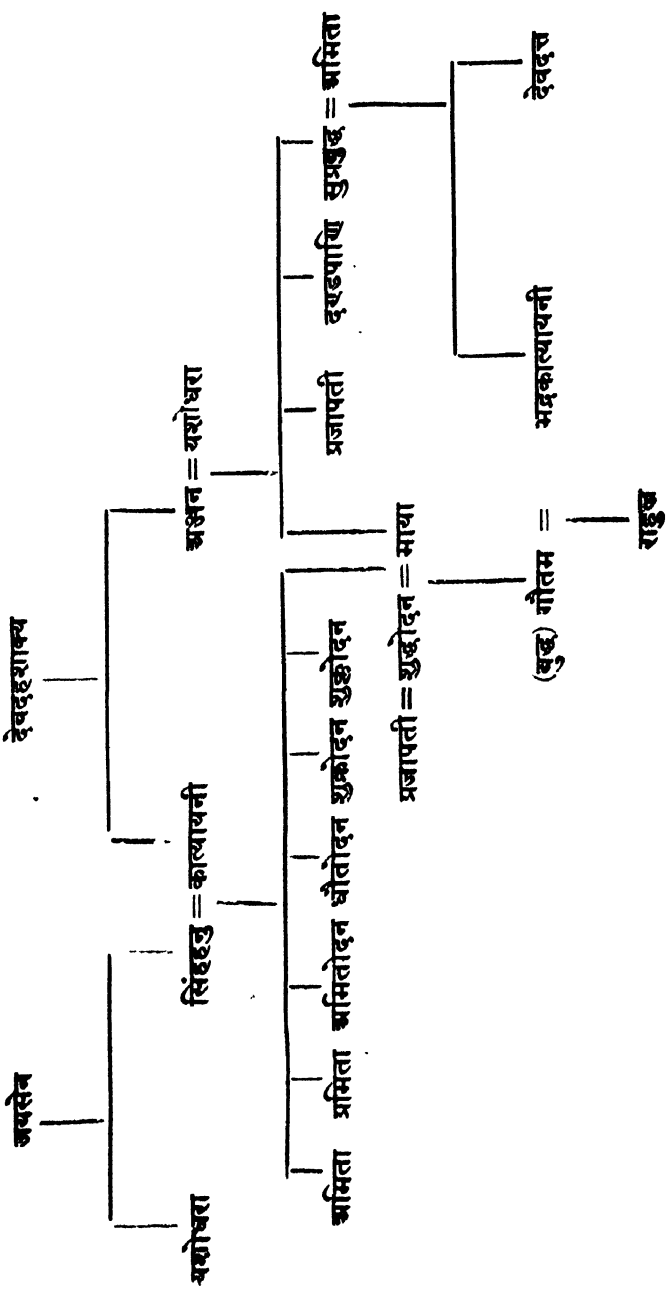 जयसेन देवदहशाक्य
यशोधरा सिंहहनु = कात्यायनी अञ्जन = यशोधरा
अमिता प्रमिता अमितोदन धौतोदन शुक्रोदन शुक्लोदन प्रजापती दण्डपाणि सुप्रबुद्ध = अमिता
प्रजापती = शुद्धोदन = माया
(बुद्ध) गौतम = भद्रकात्यायनी देवदत्त
राहुल